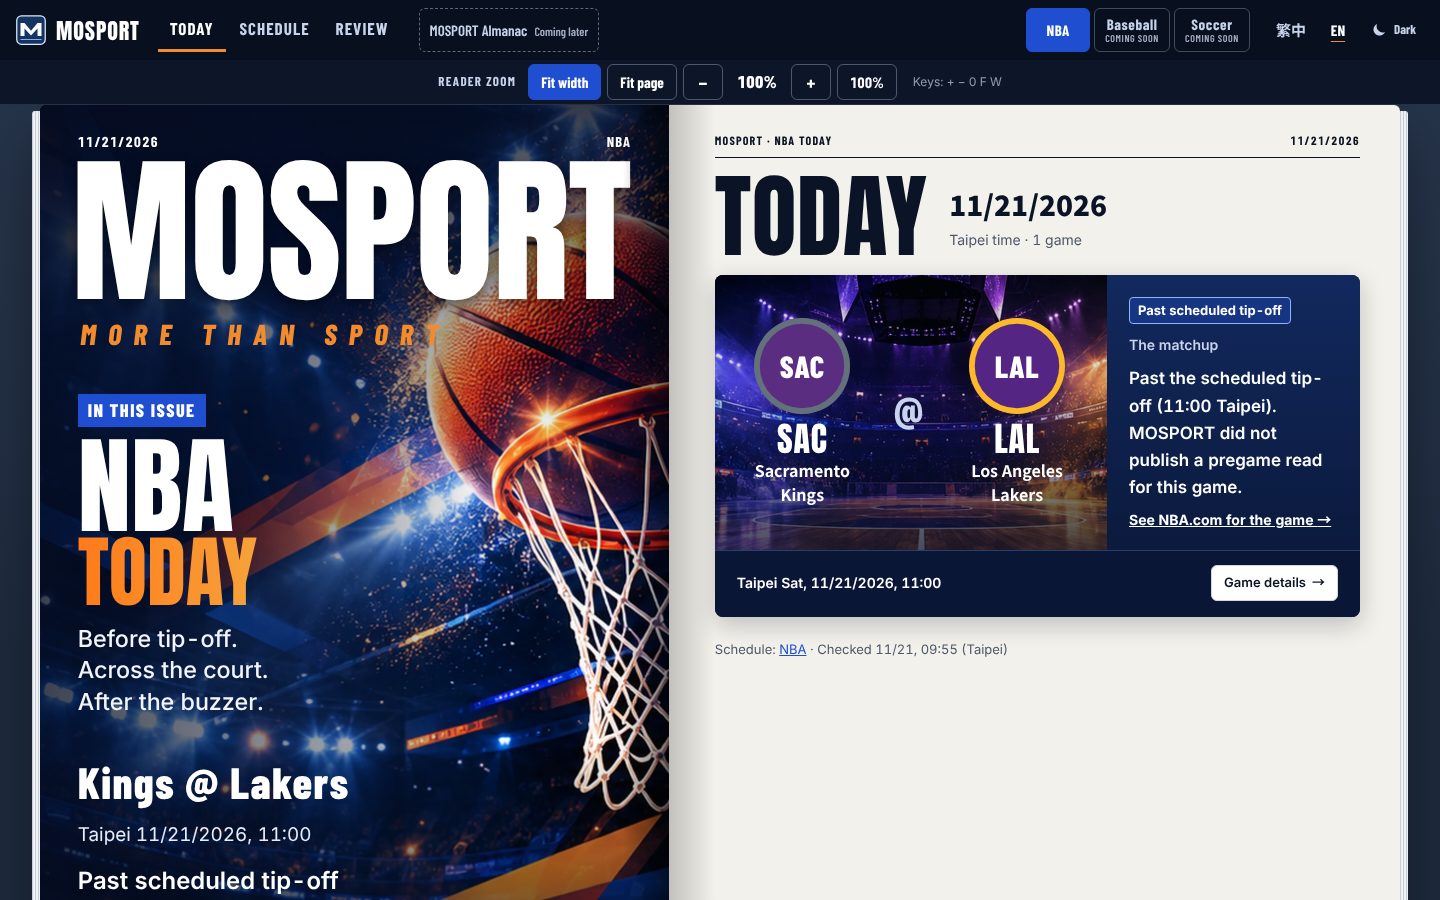 MOSPORT
TODAY
SCHEDULE
REVIEW
MOSPORT Almanac Coming later
NBA
Baseball
COMING SOON
Soccer
COMING SOON
繁中
EN
Dark
READER ZOOM
Fit width
Fit page
−
100%
+
100%
Keys: + − 0 F W
11/21/2026
NBA
MOSPORT
MORE THAN SPORT
IN THIS ISSUE
NBA
TODAY
Before tip-off.
Across the court.
After the buzzer.
Kings @ Lakers
Taipei 11/21/2026, 11:00
Past scheduled tip-off
MOSPORT · NBA TODAY
11/21/2026
TODAY
11/21/2026
Taipei time · 1 game
SAC
SAC
Sacramento
Kings
@
LAL
LAL
Los Angeles
Lakers
Past scheduled tip-off
The matchup
Past the scheduled tip-
off (11:00 Taipei).
MOSPORT did not
publish a pregame read
for this game.
See NBA.com for the game →
Taipei Sat, 11/21/2026, 11:00
Game details →
Schedule: NBA · Checked 11/21, 09:55 (Taipei)